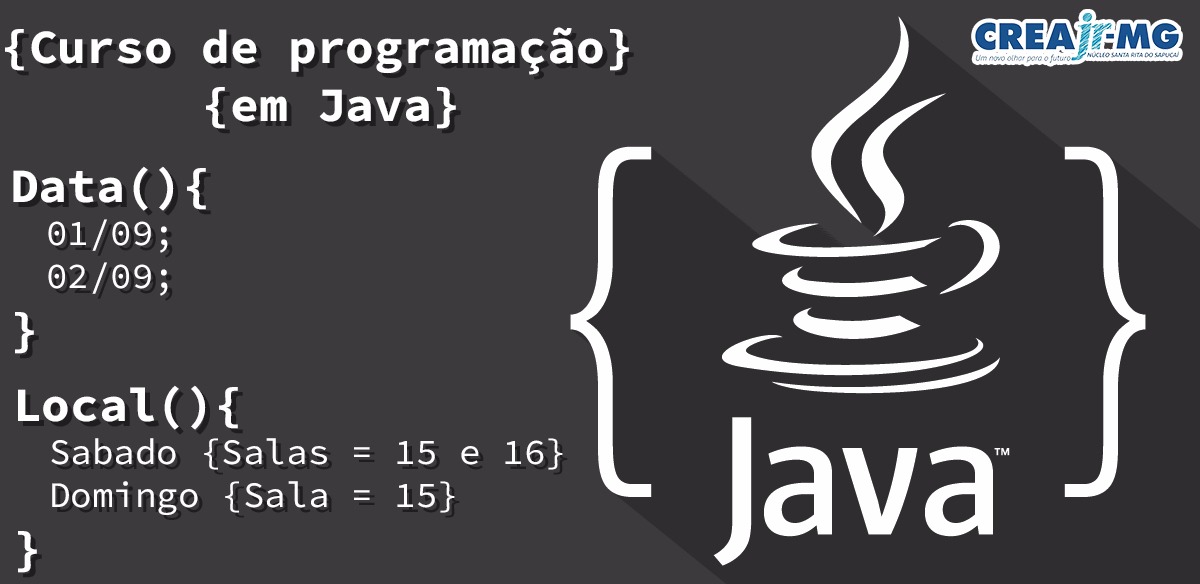 {Curso de programação}
{em Java}
Data(){
01/09;
02/09;
}
Local(){
Sabado {Salas = 15 e 16}
Domingo {Sala = 15}
}
CREAjr-MG
Um novo olhar para o futuro
NÚCLEO SANTA RITA DO SAPUCAÍ
{
}
Java™